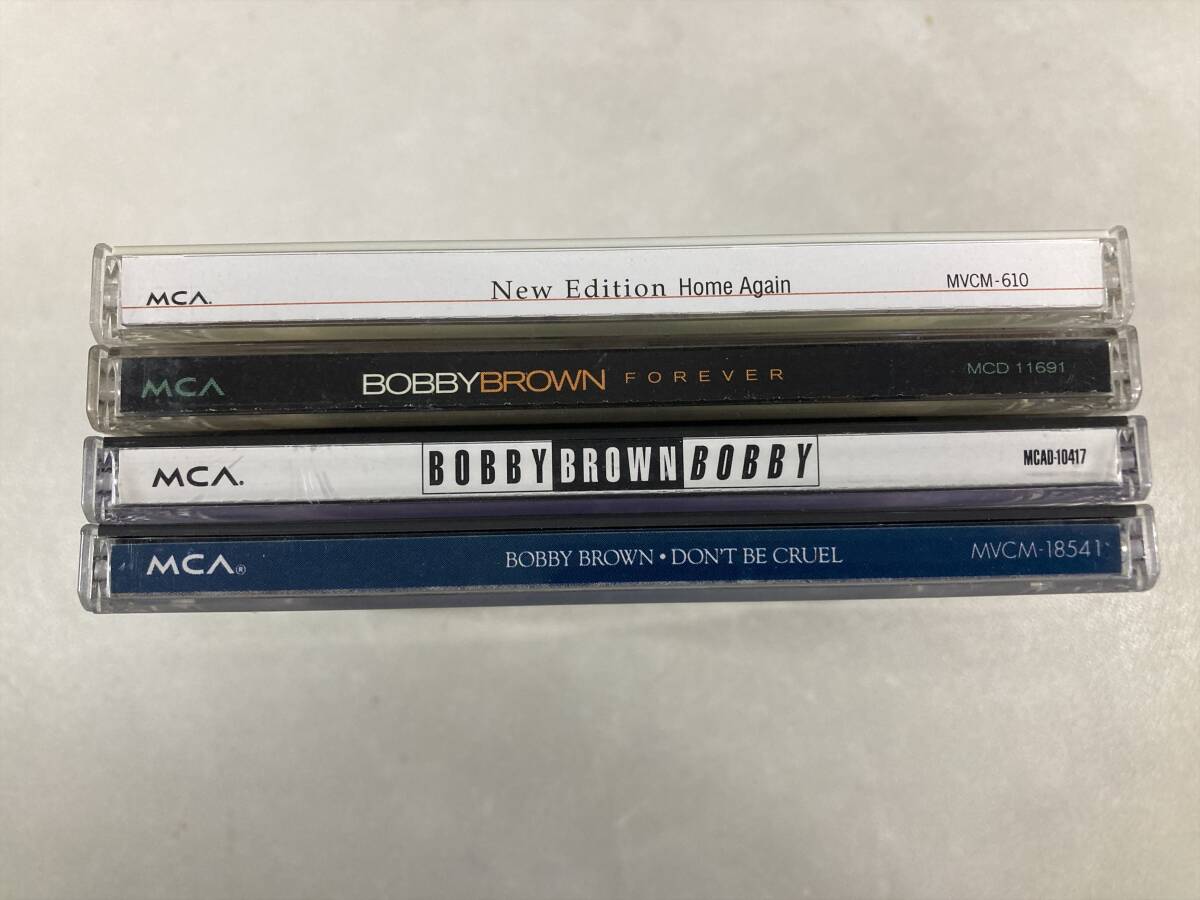 MCA. New Edition Home Again MVCM-610
MCA BOBBYBROWN FOREVER MCD 11691
MCA. BOBBY BROWN BOBBY MCAD-10417
MCA® BOBBY BROWN • DON'T BE CRUEL MVCM-18541